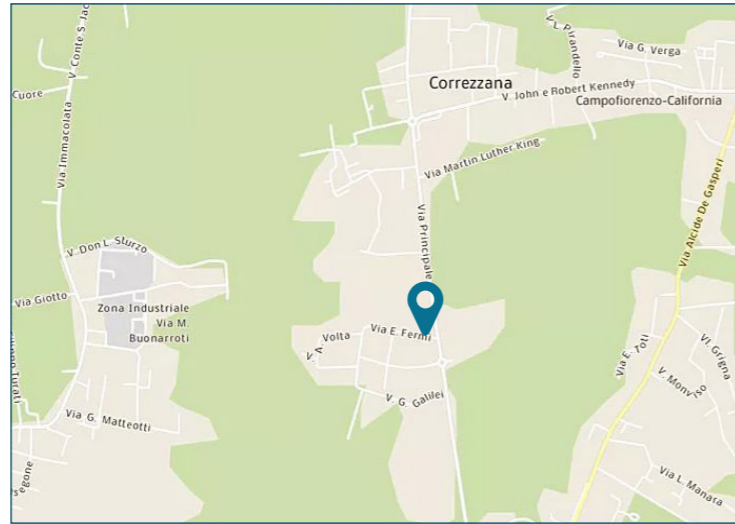 V. Conte S. Jac
V. L. Pirandello
Via G. Verga
Correzzana
V. John e Robert Kennedy
Campofiorenzo-California
Cuore
Via Immacolata
Via Martin Luther King
Via Principale
Via Alcide De Gasperi
V. Don L. Sturzo
Via Giotto
Zona Industriale
Via M.
Buonarroti
V. A. Volta
Via E. Fermi
Via E. Toti
Vl. Grigna
V. Monviso
V. G. Galilei
Via G. Matteotti
Turati
segone
Via L. Manara